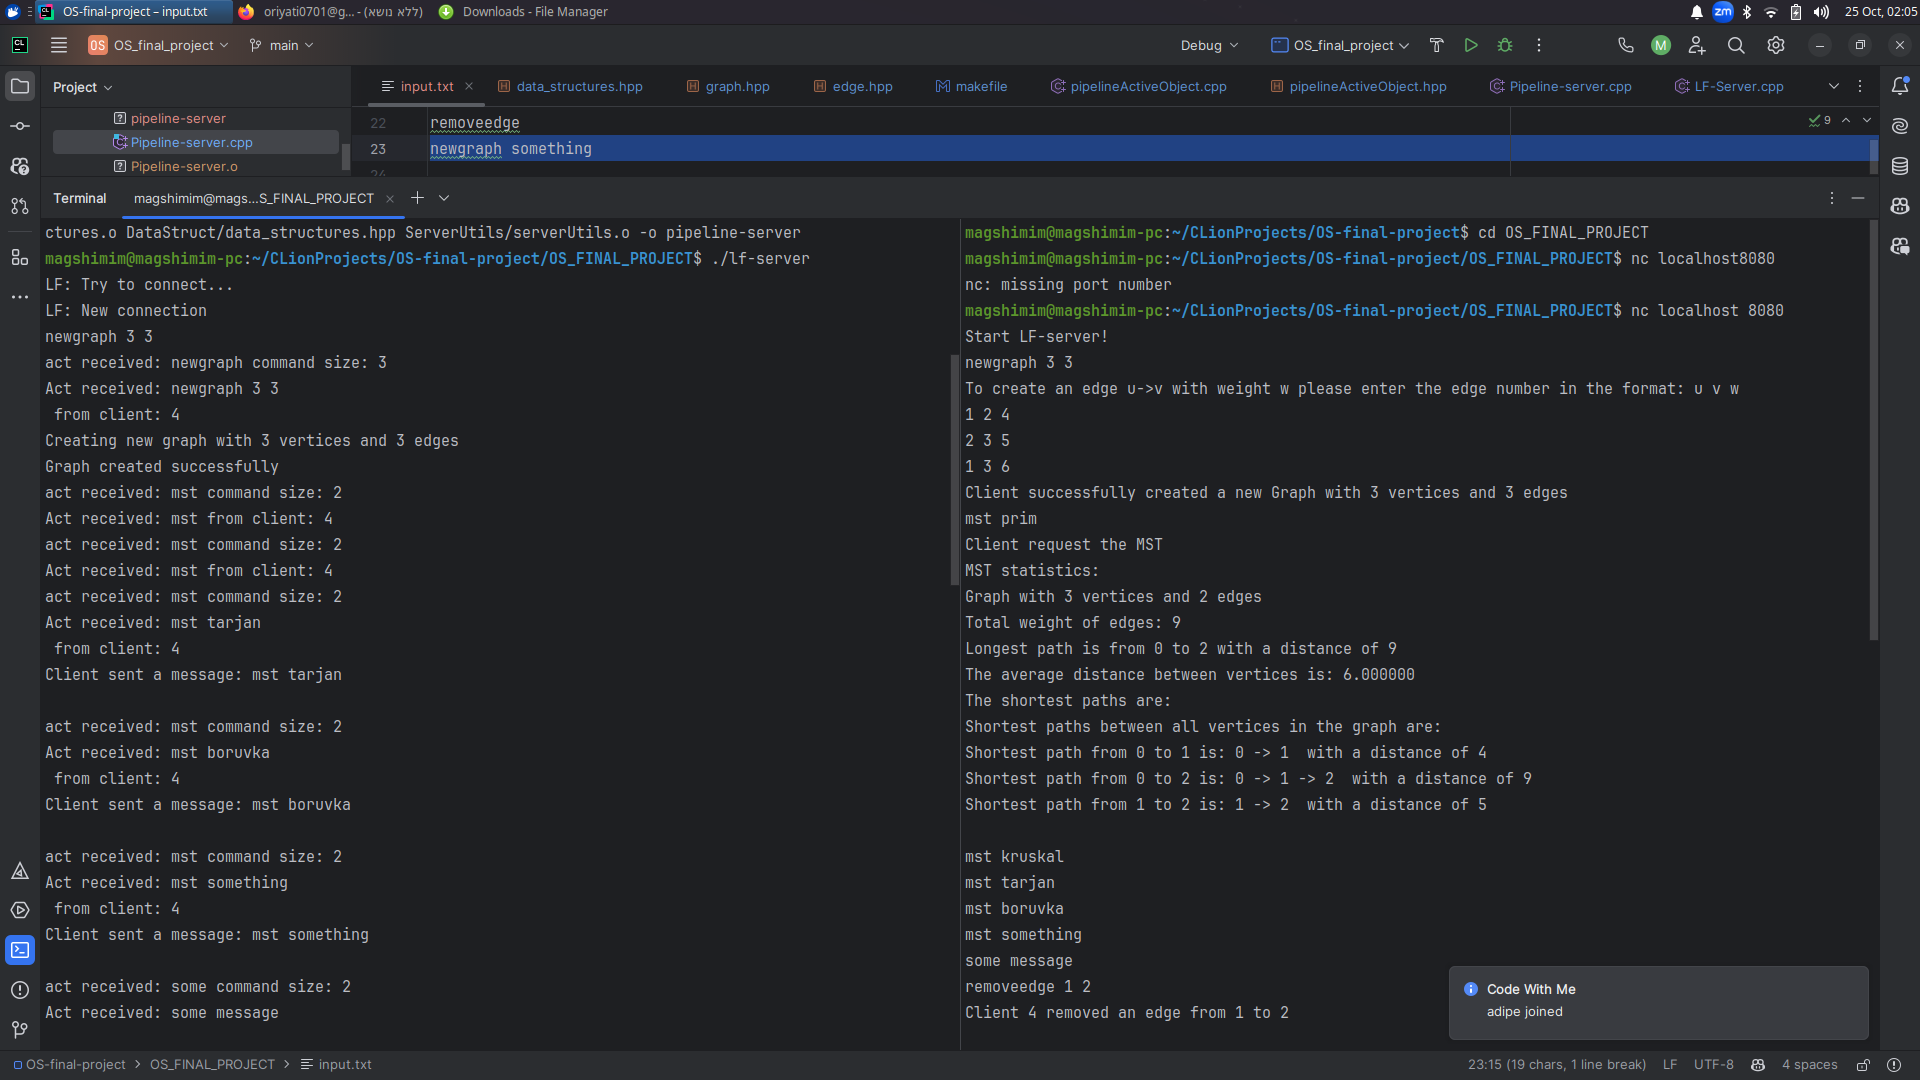 OS-final-project – input.txt
oriyati0701@g... - (ללא נושא)
Downloads - File Manager
zm
25 Oct, 02:05
CL
OS
OS_final_project
main
Debug
OS_final_project
M
Project
input.txt
data_structures.hpp
graph.hpp
edge.hpp
makefile
pipelineActiveObject.cpp
pipelineActiveObject.hpp
Pipeline-server.cpp
LF-Server.cpp
pipeline-server
Pipeline-server.cpp
Pipeline-server.o
22 removeedge
23 newgraph something
24
9
Terminal
magshimim@mags...S_FINAL_PROJECT
ctures.o DataStruct/data_structures.hpp ServerUtils/serverUtils.o -o pipeline-server
magshimim@magshimim-pc:~/CLionProjects/OS-final-project/OS_FINAL_PROJECT$ ./lf-server
LF: Try to connect...
LF: New connection
newgraph 3 3
act received: newgraph command size: 3
Act received: newgraph 3 3
from client: 4
Creating new graph with 3 vertices and 3 edges
Graph created successfully
act received: mst command size: 2
Act received: mst from client: 4
act received: mst command size: 2
Act received: mst from client: 4
act received: mst command size: 2
Act received: mst tarjan
from client: 4
Client sent a message: mst tarjan
act received: mst command size: 2
Act received: mst boruvka
from client: 4
Client sent a message: mst boruvka
act received: mst command size: 2
Act received: mst something
from client: 4
Client sent a message: mst something
act received: some command size: 2
Act received: some message
magshimim@magshimim-pc:~/CLionProjects/OS-final-project$ cd OS_FINAL_PROJECT
magshimim@magshimim-pc:~/CLionProjects/OS-final-project/OS_FINAL_PROJECT$ nc localhost8080
nc: missing port number
magshimim@magshimim-pc:~/CLionProjects/OS-final-project/OS_FINAL_PROJECT$ nc localhost 8080
Start LF-server!
newgraph 3 3
To create an edge u->v with weight w please enter the edge number in the format: u v w
1 2 4
2 3 5
1 3 6
Client successfully created a new Graph with 3 vertices and 3 edges
mst prim
Client request the MST
MST statistics:
Graph with 3 vertices and 2 edges
Total weight of edges: 9
Longest path is from 0 to 2 with a distance of 9
The average distance between vertices is: 6.000000
The shortest paths are:
Shortest paths between all vertices in the graph are:
Shortest path from 0 to 1 is: 0 -> 1  with a distance of 4
Shortest path from 0 to 2 is: 0 -> 1 -> 2  with a distance of 9
Shortest path from 1 to 2 is: 1 -> 2  with a distance of 5
mst kruskal
mst tarjan
mst boruvka
mst something
some message
removeedge 1 2
Client 4 removed an edge from 1 to 2
Code With Me
adipe joined
OS-final-project > OS_FINAL_PROJECT > input.txt
23:15 (19 chars, 1 line break)
LF
UTF-8
4 spaces